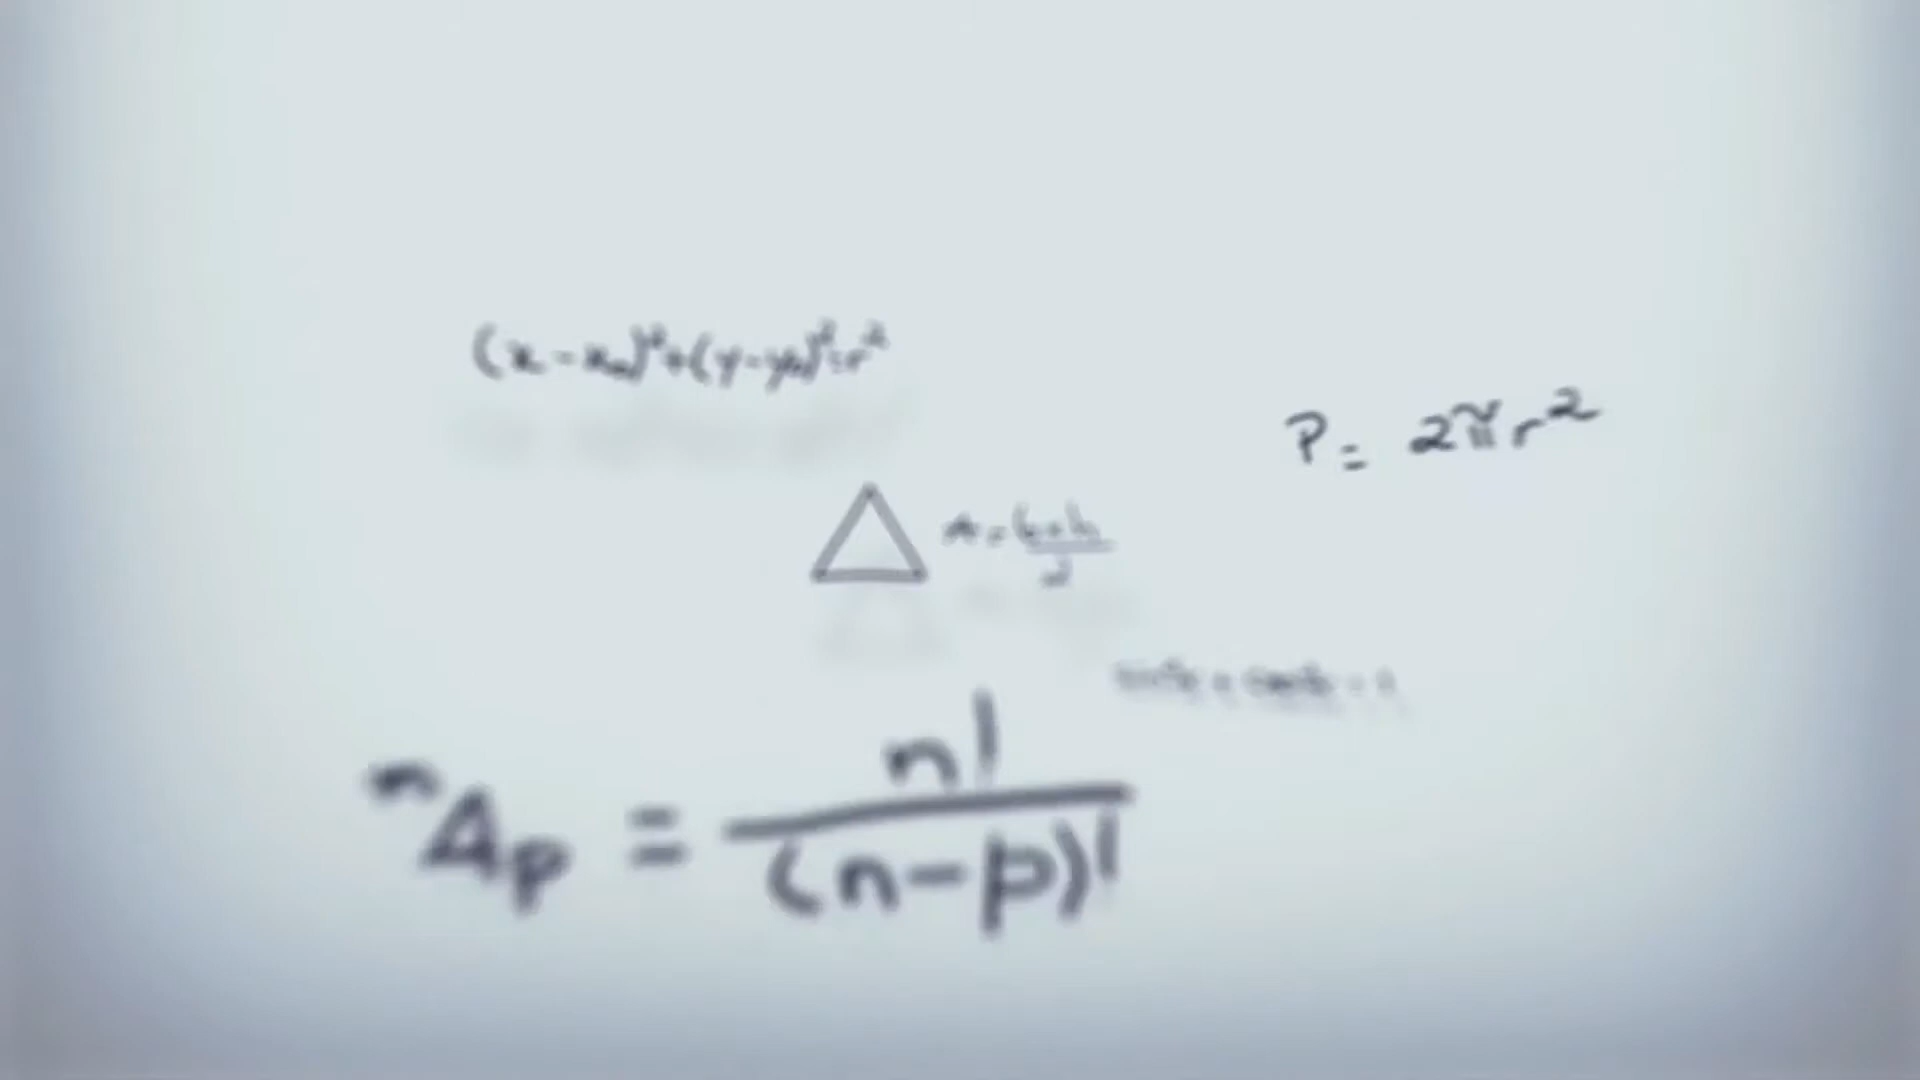 (x-x₀)²+(y-y₀)²=r²
P = 2πr²
A = b*h/2
ⁿAₚ = n!/(n-p)!